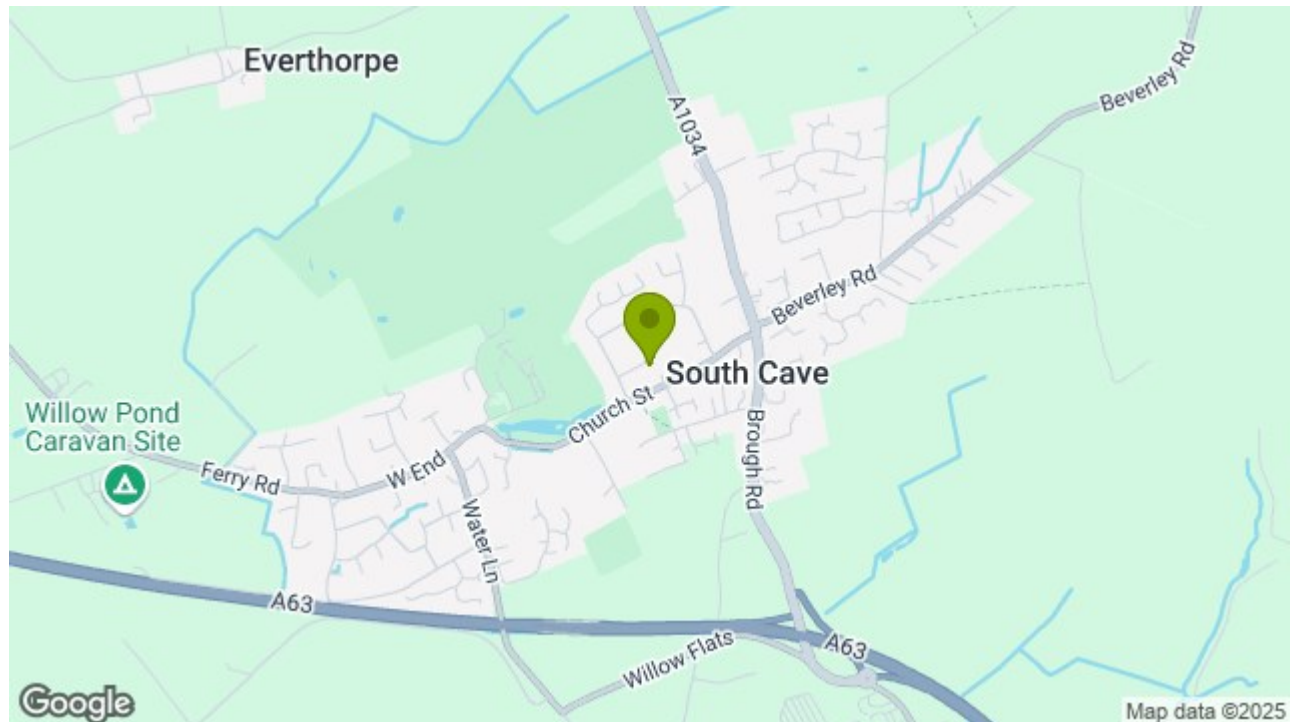 Everthorpe
A1034
Beverley Rd
Beverley Rd
South Cave
Church St
Willow Pond
Caravan Site
Ferry Rd
W End
Brough Rd
Water Ln
A63
Willow Flats
A63
Google
Map data ©2025